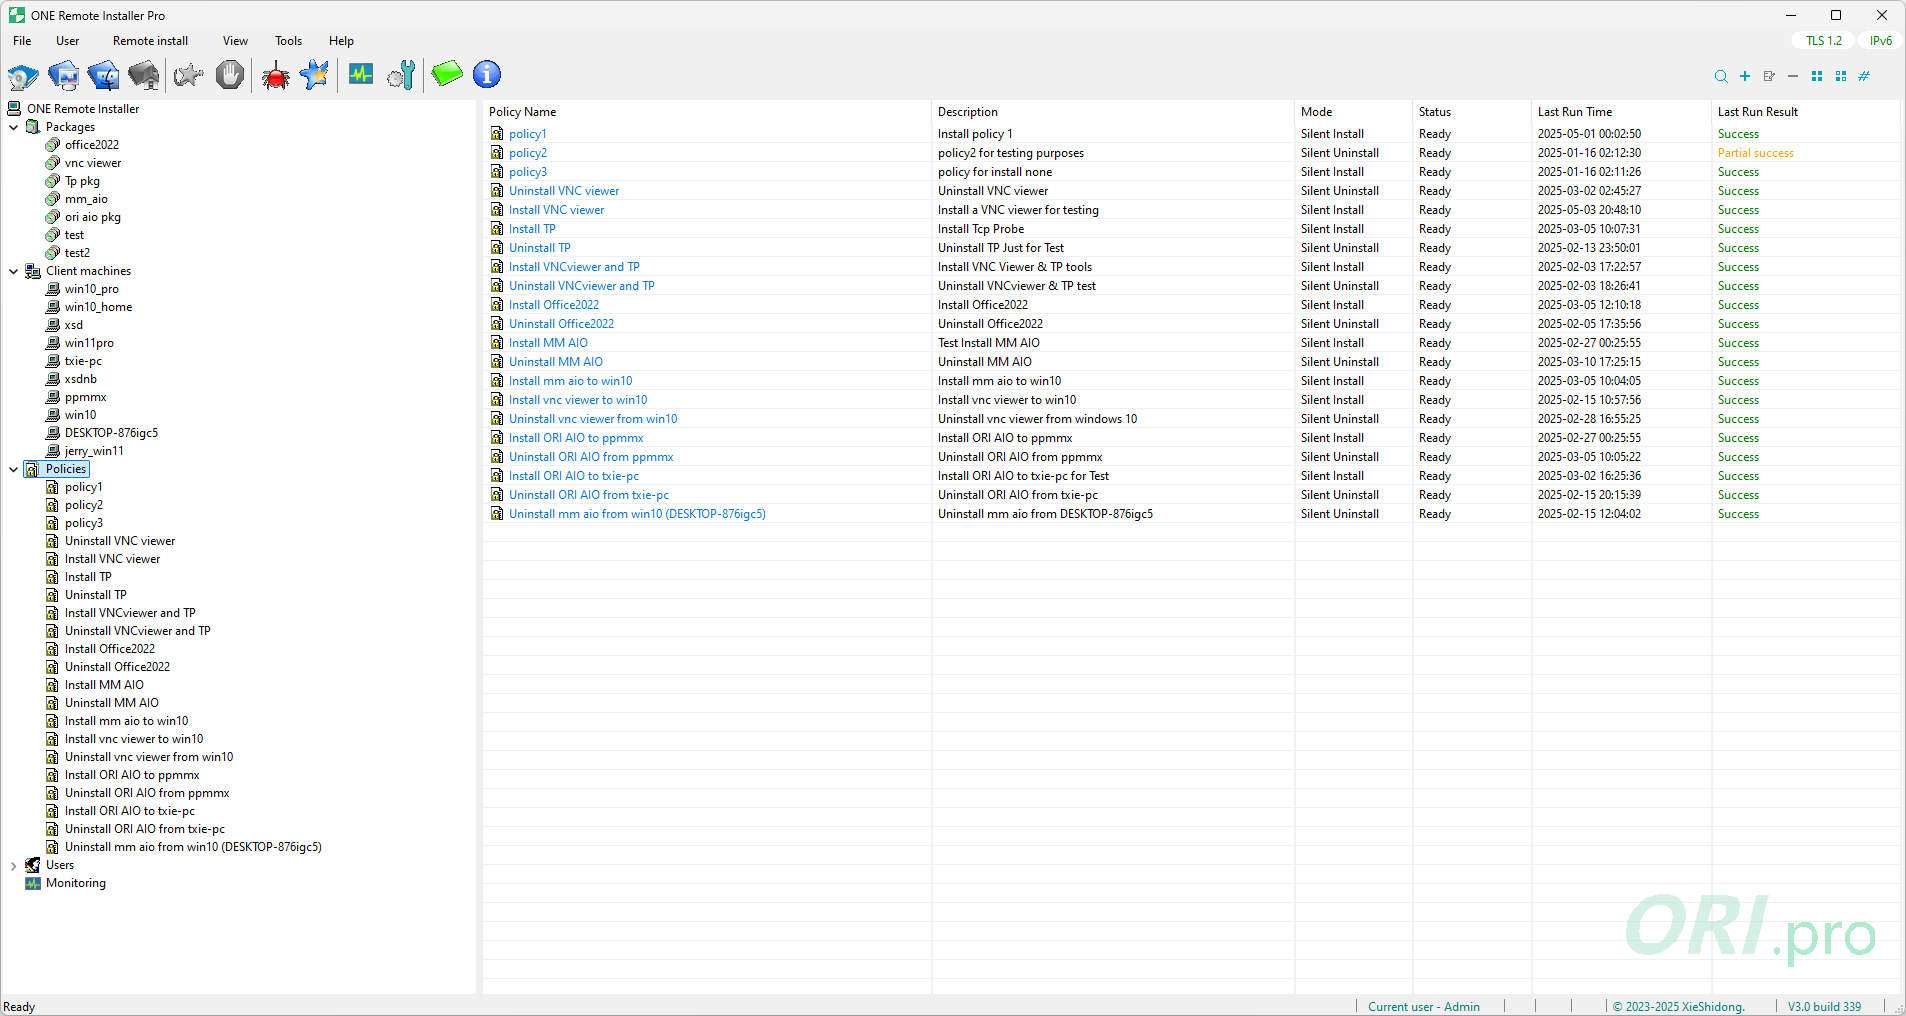 ONE Remote Installer Pro
File User Remote install View Tools Help
TLS 1.2 IPv6
ONE Remote Installer
Packages
office2022
vnc viewer
Tp pkg
mm_aio
ori aio pkg
test
test2
Client machines
win10_pro
win10_home
xsd
win11pro
txie-pc
xsdnb
ppmmx
win10
DESKTOP-876igc5
jerry_win11
Policies
policy1
policy2
policy3
Uninstall VNC viewer
Install VNC viewer
Install TP
Uninstall TP
Install VNCviewer and TP
Uninstall VNCviewer and TP
Install Office2022
Uninstall Office2022
Install MM AIO
Uninstall MM AIO
Install mm aio to win10
Install vnc viewer to win10
Uninstall vnc viewer from win10
Install ORI AIO to ppmmx
Uninstall ORI AIO from ppmmx
Install ORI AIO to txie-pc
Uninstall ORI AIO from txie-pc
Uninstall mm aio from win10 (DESKTOP-876igc5)
Users
Monitoring
Policy Name Description Mode Status Last Run Time Last Run Result
policy1 Install policy 1 Silent Install Ready 2025-05-01 00:02:50 Success
policy2 policy2 for testing purposes Silent Uninstall Ready 2025-01-16 02:12:30 Partial success
policy3 policy for install none Silent Install Ready 2025-01-16 02:11:26 Success
Uninstall VNC viewer Uninstall VNC viewer Silent Uninstall Ready 2025-03-02 02:45:27 Success
Install VNC viewer Install a VNC viewer for testing Silent Install Ready 2025-05-03 20:48:10 Success
Install TP Install Tcp Probe Silent Install Ready 2025-03-05 10:07:31 Success
Uninstall TP Uninstall TP Just for Test Silent Uninstall Ready 2025-02-13 23:50:01 Success
Install VNCviewer and TP Install VNC Viewer & TP tools Silent Install Ready 2025-02-03 17:22:57 Success
Uninstall VNCviewer and TP Uninstall VNCviewer & TP test Silent Uninstall Ready 2025-02-03 18:26:41 Success
Install Office2022 Install Office2022 Silent Install Ready 2025-03-05 12:10:18 Success
Uninstall Office2022 Uninstall Office2022 Silent Uninstall Ready 2025-02-05 17:35:56 Success
Install MM AIO Test Install MM AIO Silent Install Ready 2025-02-27 00:25:55 Success
Uninstall MM AIO Uninstall MM AIO Silent Uninstall Ready 2025-03-10 17:25:15 Success
Install mm aio to win10 Install mm aio to win10 Silent Install Ready 2025-03-05 10:04:05 Success
Install vnc viewer to win10 Install vnc viewer to win10 Silent Install Ready 2025-02-15 10:57:56 Success
Uninstall vnc viewer from win10 Uninstall vnc viewer from windows 10 Silent Uninstall Ready 2025-02-28 16:55:25 Success
Install ORI AIO to ppmmx Install ORI AIO to ppmmx Silent Install Ready 2025-02-27 00:25:55 Success
Uninstall ORI AIO from ppmmx Uninstall ORI AIO from ppmmx Silent Uninstall Ready 2025-03-05 10:05:22 Success
Install ORI AIO to txie-pc Install ORI AIO to txie-pc for Test Silent Install Ready 2025-03-02 16:25:36 Success
Uninstall ORI AIO from txie-pc Uninstall ORI AIO from txie-pc Silent Uninstall Ready 2025-02-15 20:15:39 Success
Uninstall mm aio from win10 (DESKTOP-876igc5) Uninstall mm aio from DESKTOP-876igc5 Silent Uninstall Ready 2025-02-15 12:04:02 Success
ORI.pro
Ready Current user - Admin © 2023-2025 XieShidong. V3.0 build 339